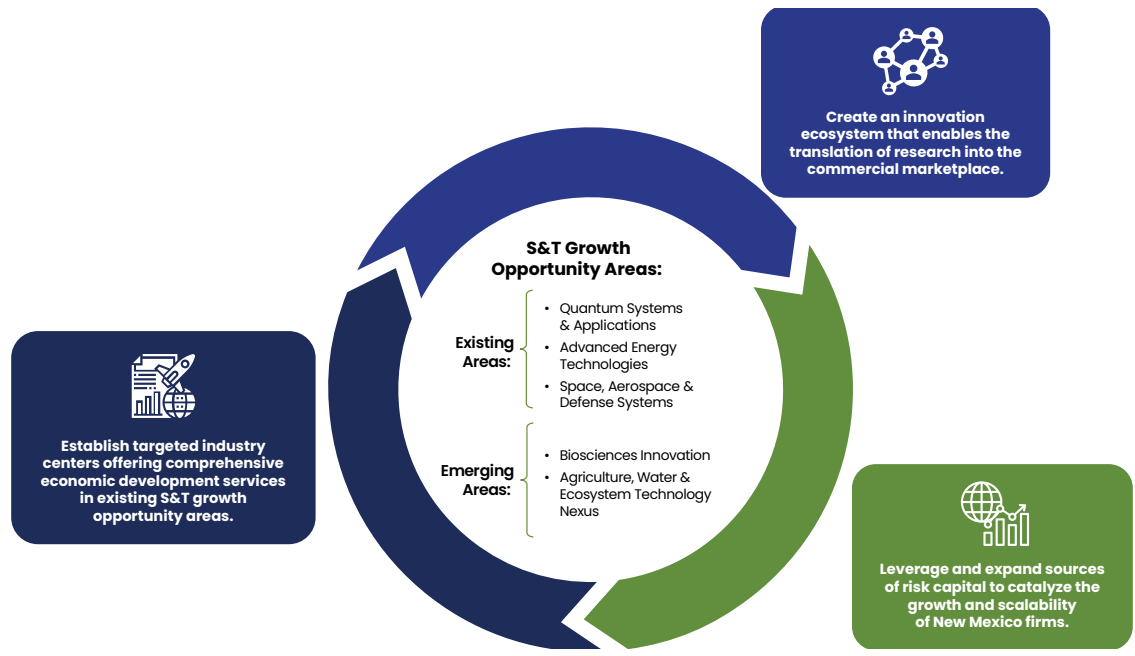 Create an innovation
ecosystem that enables the
translation of research into the
commercial marketplace.
S&T Growth
Opportunity Areas:
Existing
Areas:
• Quantum Systems
& Applications
• Advanced Energy
Technologies
• Space, Aerospace &
Defense Systems
Emerging
Areas:
• Biosciences Innovation
• Agriculture, Water &
Ecosystem Technology
Nexus
Establish targeted industry
centers offering comprehensive
economic development services
in existing S&T growth
opportunity areas.
Leverage and expand sources
of risk capital to catalyze the
growth and scalability
of New Mexico firms.